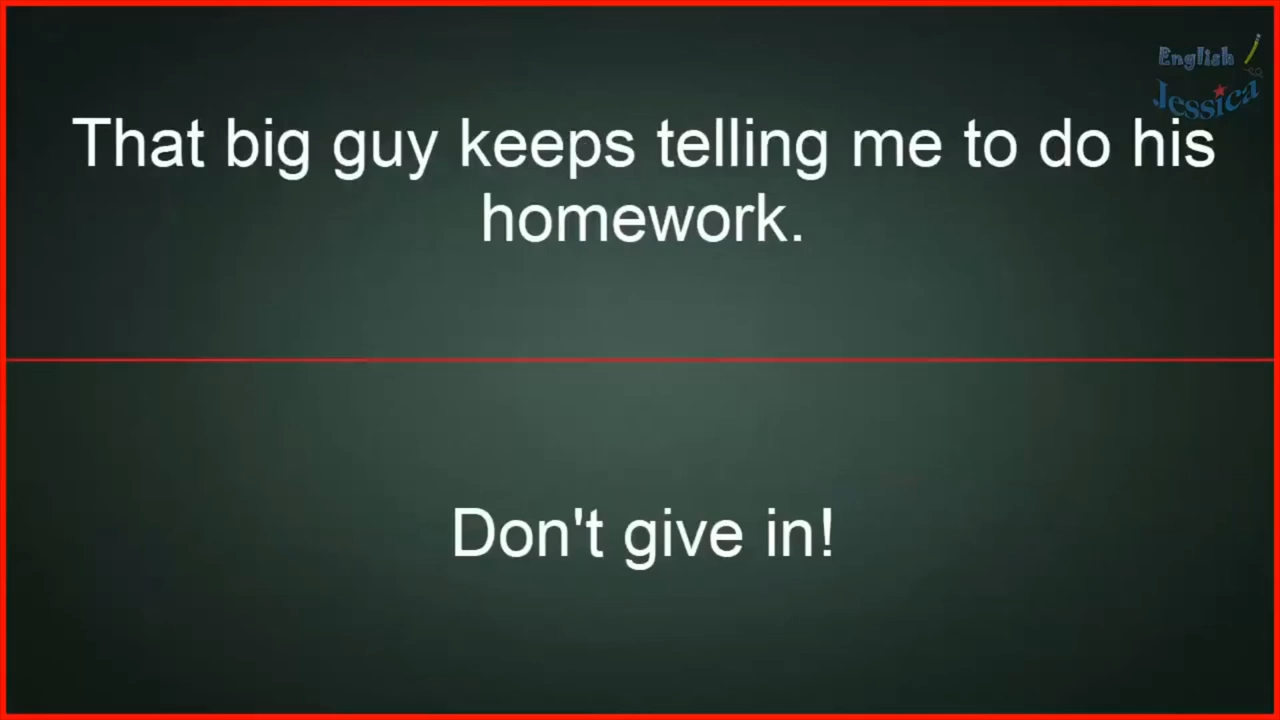 English
Jessica
That big guy keeps telling me to do his
homework.
Don't give in!